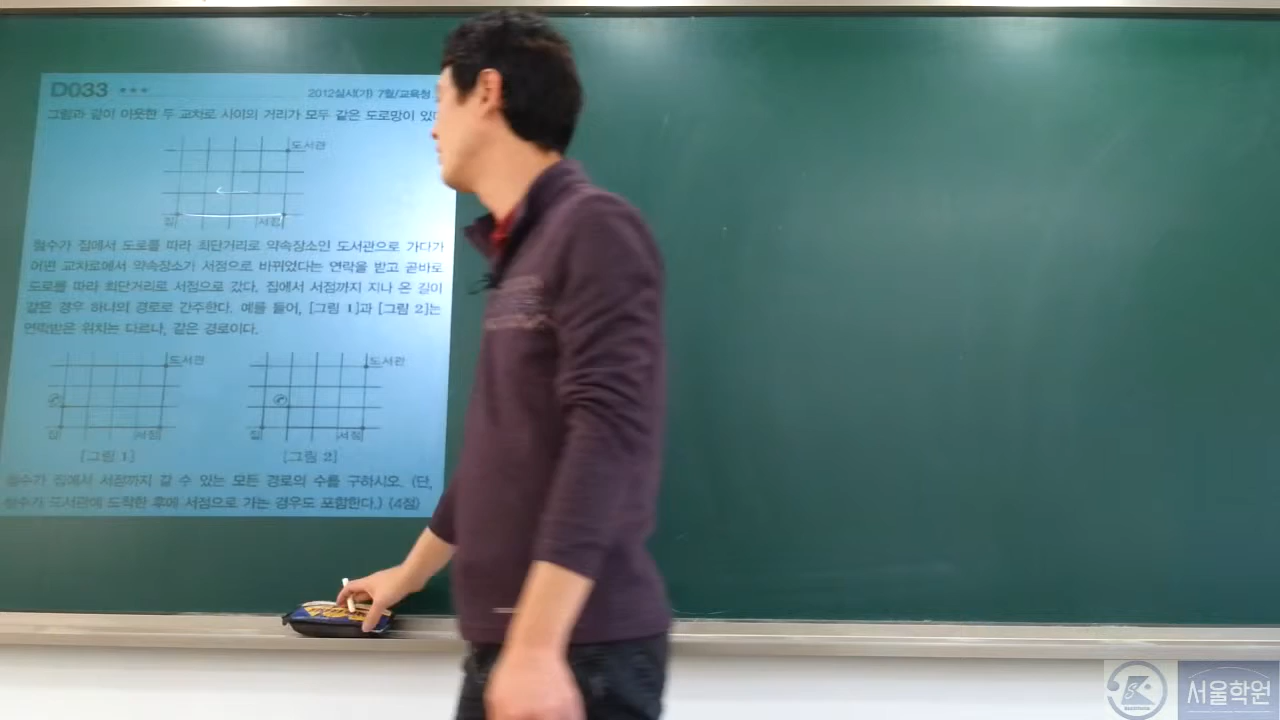 D033 ***
2012실시(가) 7월/교육청
그림과 같이 이웃한 두 교차로 사이의 거리가 모두 같은 도로망이 있다
도서관
집 서점
철수가 집에서 도로를 따라 최단거리로 약속장소인 도서관으로 가다가
어떤 교차로에서 약속장소가 서점으로 바뀌었다는 연락을 받고 곧바로
도로를 따라 최단거리로 서점으로 갔다. 집에서 서점까지 지나 온 길이
같은 경우 하나의 경로로 간주한다. 예를 들어, [그림 1]과 [그림 2]는
연락받은 위치는 다르나, 같은 경로이다.
도서관 도서관
집 서점 집 서점
[그림 1] [그림 2]
철수가 집에서 서점까지 갈 수 있는 모든 경로의 수를 구하시오. (단,
철수가 도서관에 도착한 후에 서점으로 가는 경우도 포함한다.) (4점)
서울학원